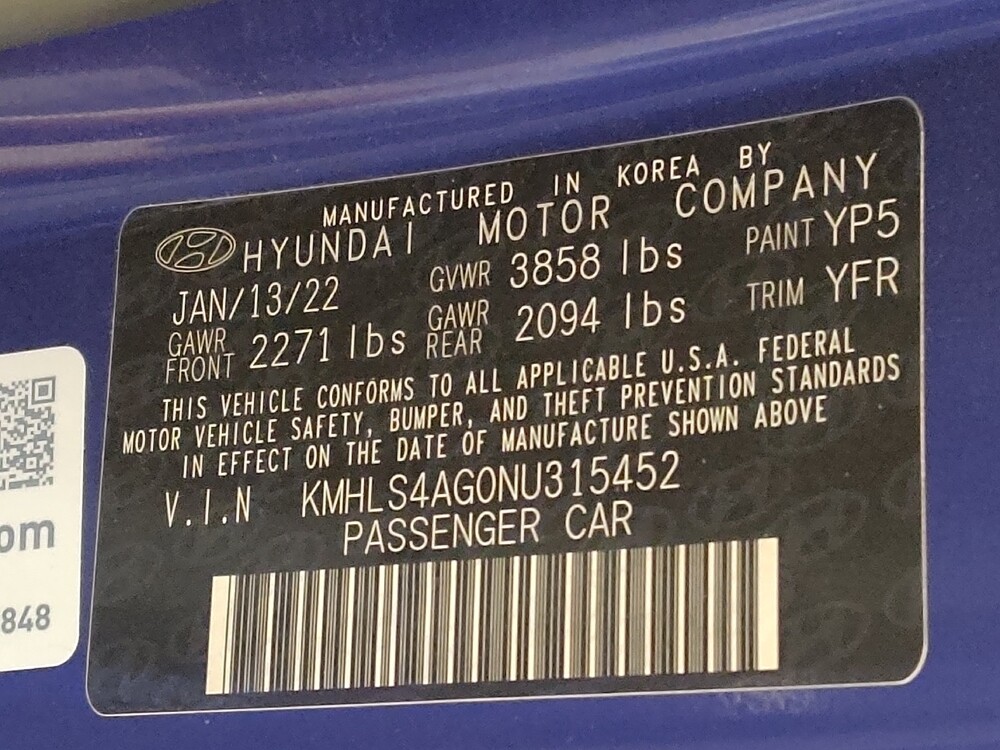 MANUFACTURED IN KOREA BY
HYUNDAI MOTOR COMPANY
JAN/13/22 GVWR 3858 lbs PAINT YP5
GAWR FRONT 2271 lbs GAWR REAR 2094 lbs TRIM YFR
THIS VEHICLE CONFORMS TO ALL APPLICABLE U.S.A. FEDERAL
MOTOR VEHICLE SAFETY, BUMPER, AND THEFT PREVENTION STANDARDS
IN EFFECT ON THE DATE OF MANUFACTURE SHOWN ABOVE
V.I.N KMHLS4AG0NU315452
PASSENGER CAR
om
848